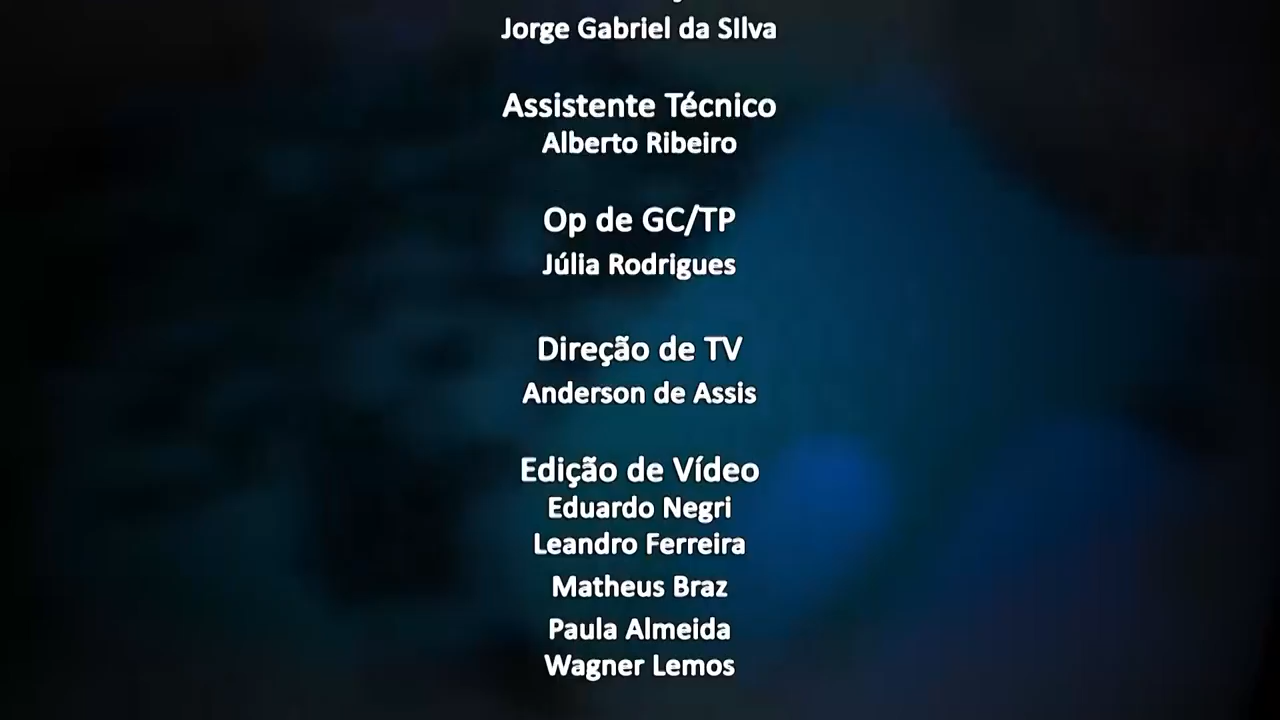 Jorge Gabriel da SIlva
Assistente Técnico
Alberto Ribeiro
Op de GC/TP
Júlia Rodrigues
Direção de TV
Anderson de Assis
Edição de Vídeo
Eduardo Negri
Leandro Ferreira
Matheus Braz
Paula Almeida
Wagner Lemos